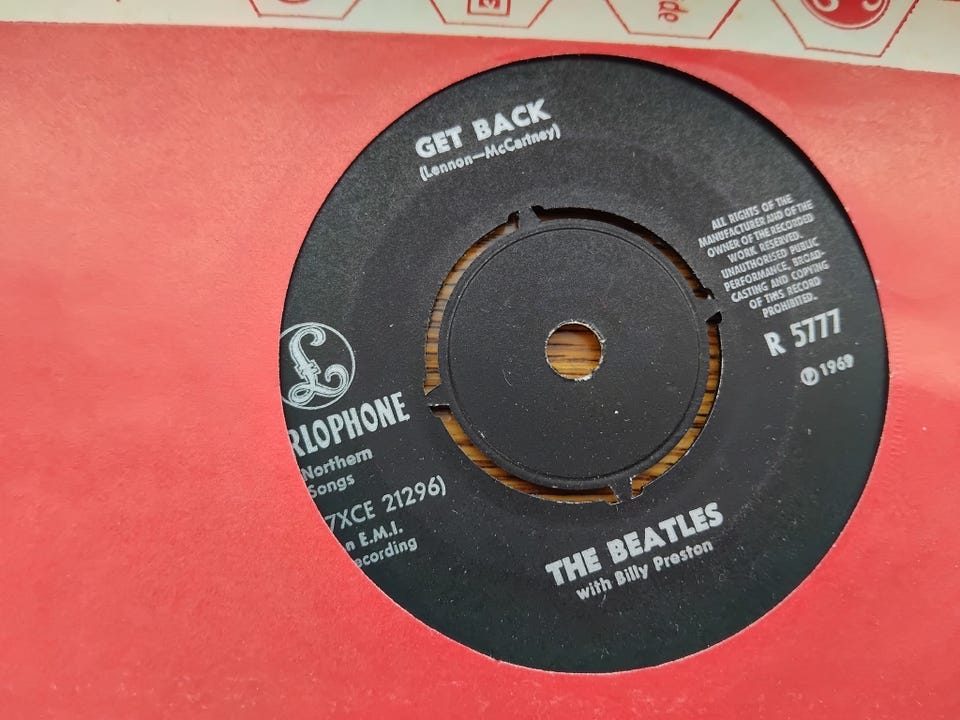 de
GET BACK
(Lennon—McCartney)
ALL RIGHTS OF THE
MANUFACTURER AND OF THE
OWNER OF THE RECORDED
WORK RESERVED.
UNAUTHORISED PUBLIC
PERFORMANCE, BROAD-
CASTING AND COPYING
OF THIS RECORD
PROHIBITED.
R 5777
℗ 1969
£
RLOPHONE
Northern
Songs
7XCE 21296)
n E.M.I.
ecording
THE BEATLES
with Billy Preston